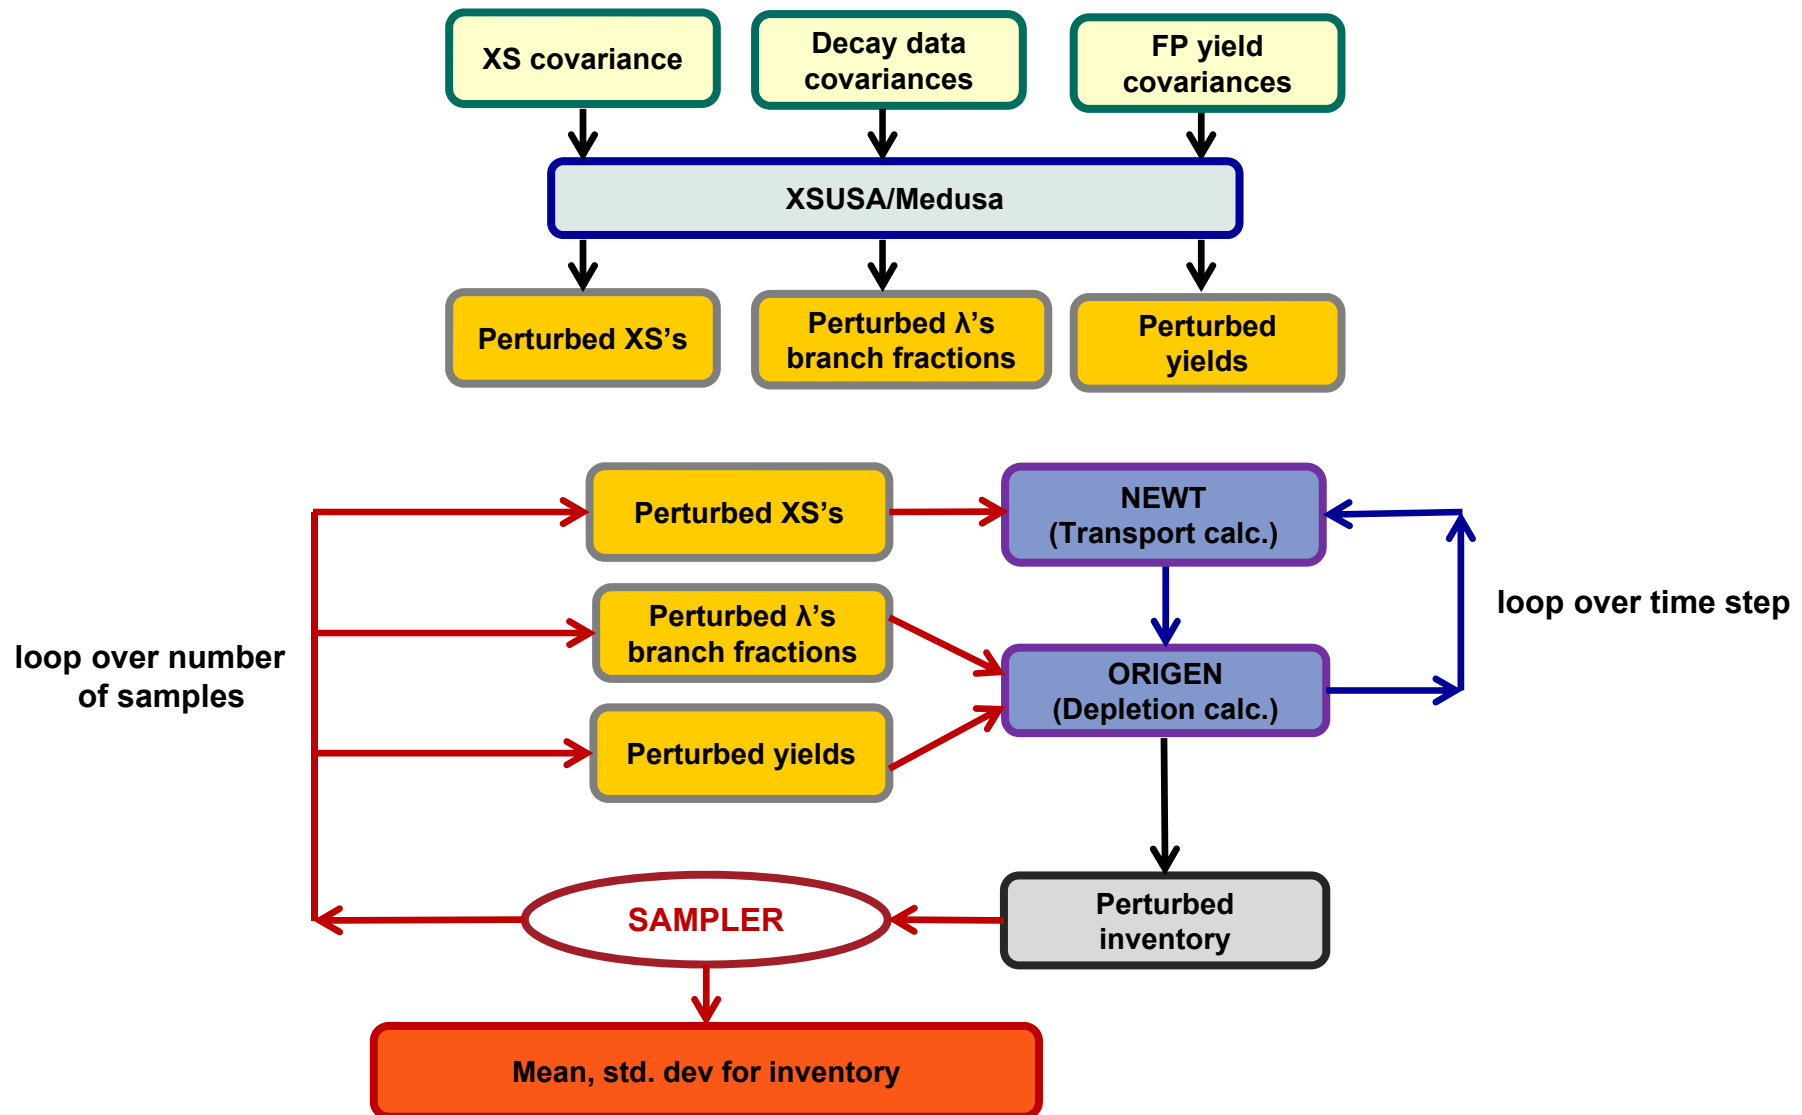 XS covariance
Decay data
covariances
FP yield
covariances
XSUSA/Medusa
Perturbed XS's
Perturbed λ's
branch fractions
Perturbed
yields
Perturbed XS's
NEWT
(Transport calc.)
loop over time step
Perturbed λ's
branch fractions
loop over number
of samples
ORIGEN
(Depletion calc.)
Perturbed yields
SAMPLER
Perturbed
inventory
Mean, std. dev for inventory